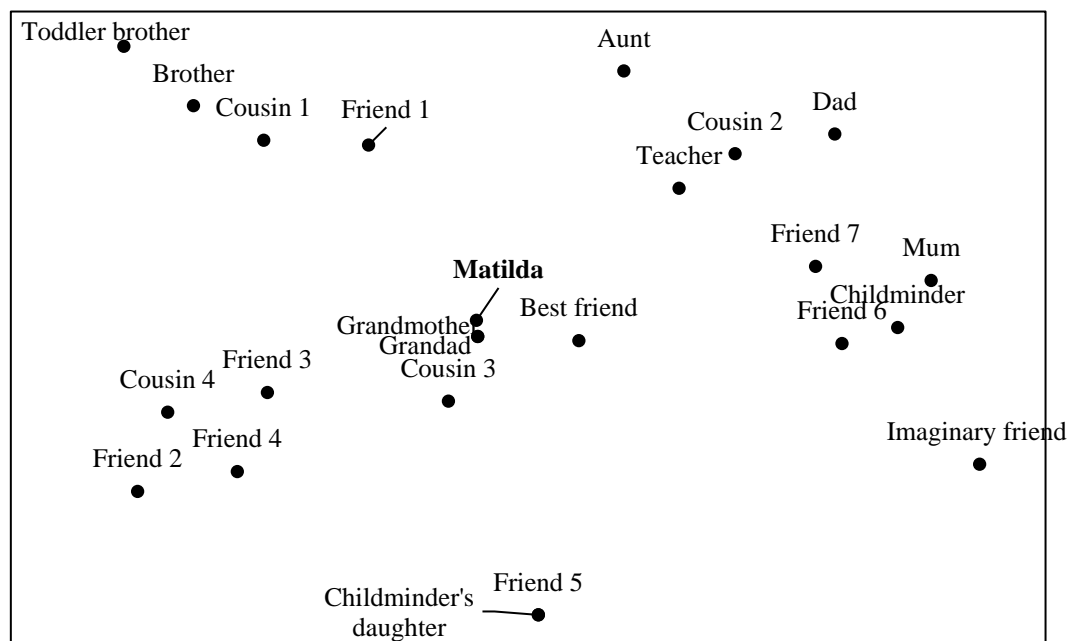 Toddler brother
Aunt
Brother
Cousin 1
Friend 1
Dad
Cousin 2
Teacher
Friend 7
Mum
Matilda
Childminder
Best friend
Friend 6
Grandmother
Grandad
Friend 3
Cousin 3
Cousin 4
Friend 4
Imaginary friend
Friend 2
Friend 5
Childminder's
daughter